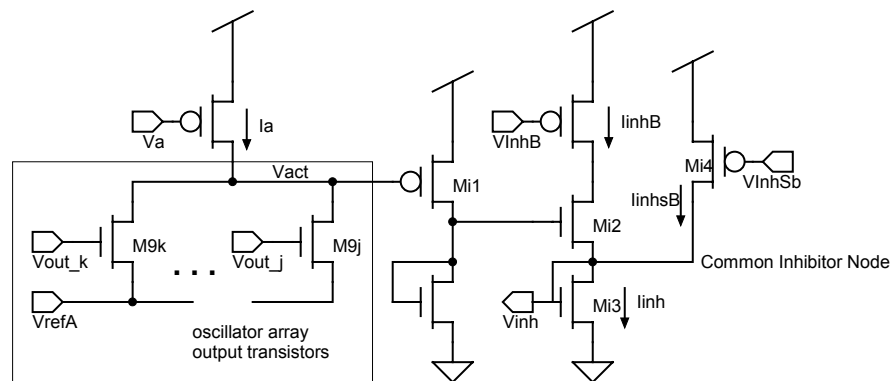 Va
Ia
VInhB
IinhB
Mi4
VInhSb
Vact
Mi1
IinhsB
Vout_k
M9k
Vout_j
M9j
Mi2
. . .
Common Inhibitor Node
VrefA
Vinh
Mi3
Iinh
oscillator array
output transistors